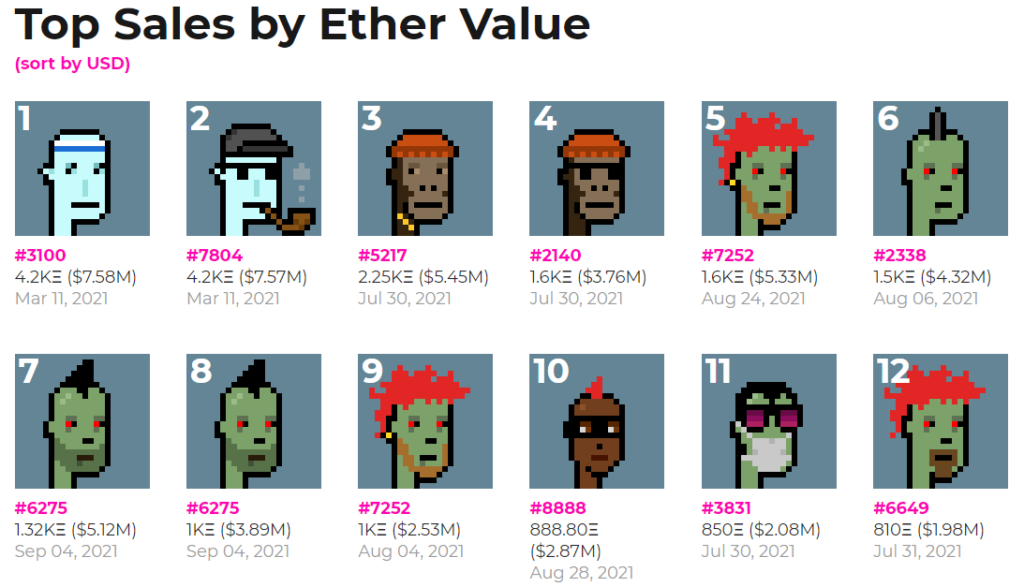 Top Sales by Ether Value
(sort by USD)
1
#3100
4.2KΞ ($7.58M)
Mar 11, 2021
2
#7804
4.2KΞ ($7.57M)
Mar 11, 2021
3
#5217
2.25KΞ ($5.45M)
Jul 30, 2021
4
#2140
1.6KΞ ($3.76M)
Jul 30, 2021
5
#7252
1.6KΞ ($5.33M)
Aug 24, 2021
6
#2338
1.5KΞ ($4.32M)
Aug 06, 2021
7
#6275
1.32KΞ ($5.12M)
Sep 04, 2021
8
#6275
1KΞ ($3.89M)
Sep 04, 2021
9
#7252
1KΞ ($2.53M)
Aug 04, 2021
10
#8888
888.80Ξ
($2.87M)
Aug 28, 2021
11
#3831
850Ξ ($2.08M)
Jul 30, 2021
12
#6649
810Ξ ($1.98M)
Jul 31, 2021